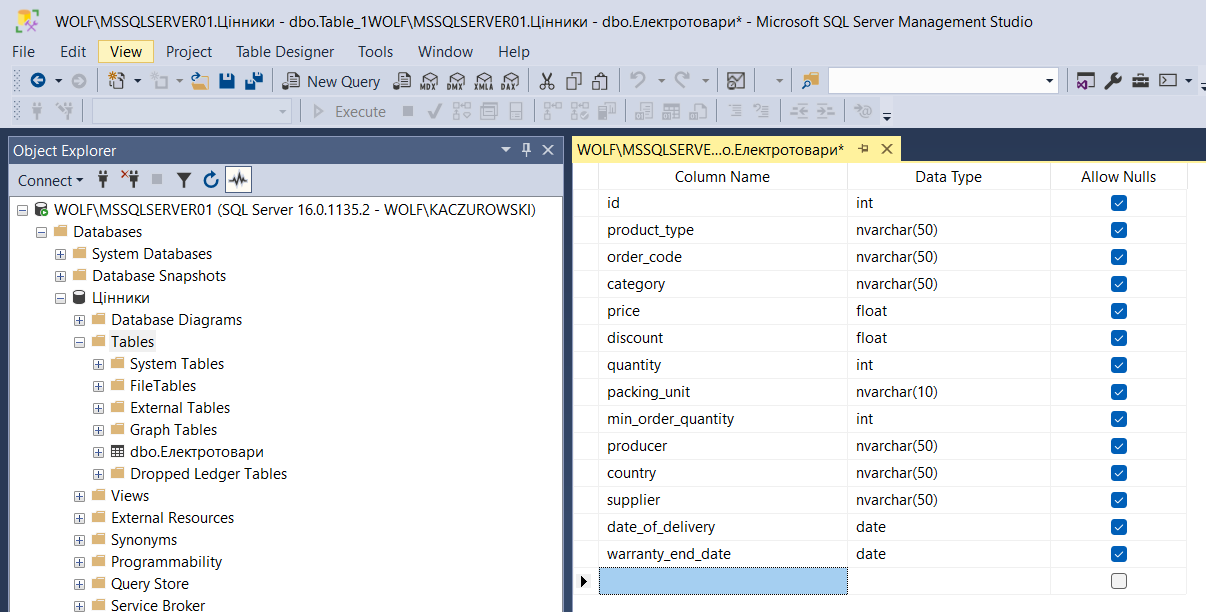 WOLF\MSSQLSERVER01.Цінники - dbo.Table_1WOLF\MSSQLSERVER01.Цінники - dbo.Електротовари* - Microsoft SQL Server Management Studio
File Edit View Project Table Designer Tools Window Help
New Query MDX DMX XMLA DAX
Execute
Object Explorer
Connect
WOLF\MSSQLSERVER01 (SQL Server 16.0.1135.2 - WOLF\KACZUROWSKI)
Databases
System Databases
Database Snapshots
Цінники
Database Diagrams
Tables
System Tables
FileTables
External Tables
Graph Tables
dbo.Електротовари
Dropped Ledger Tables
Views
External Resources
Synonyms
Programmability
Query Store
Service Broker
WOLF\MSSQLSERVE...o.Електротовари*
Column Name Data Type Allow Nulls
id int
product_type nvarchar(50)
order_code nvarchar(50)
category nvarchar(50)
price float
discount float
quantity int
packing_unit nvarchar(10)
min_order_quantity int
producer nvarchar(50)
country nvarchar(50)
supplier nvarchar(50)
date_of_delivery date
warranty_end_date date